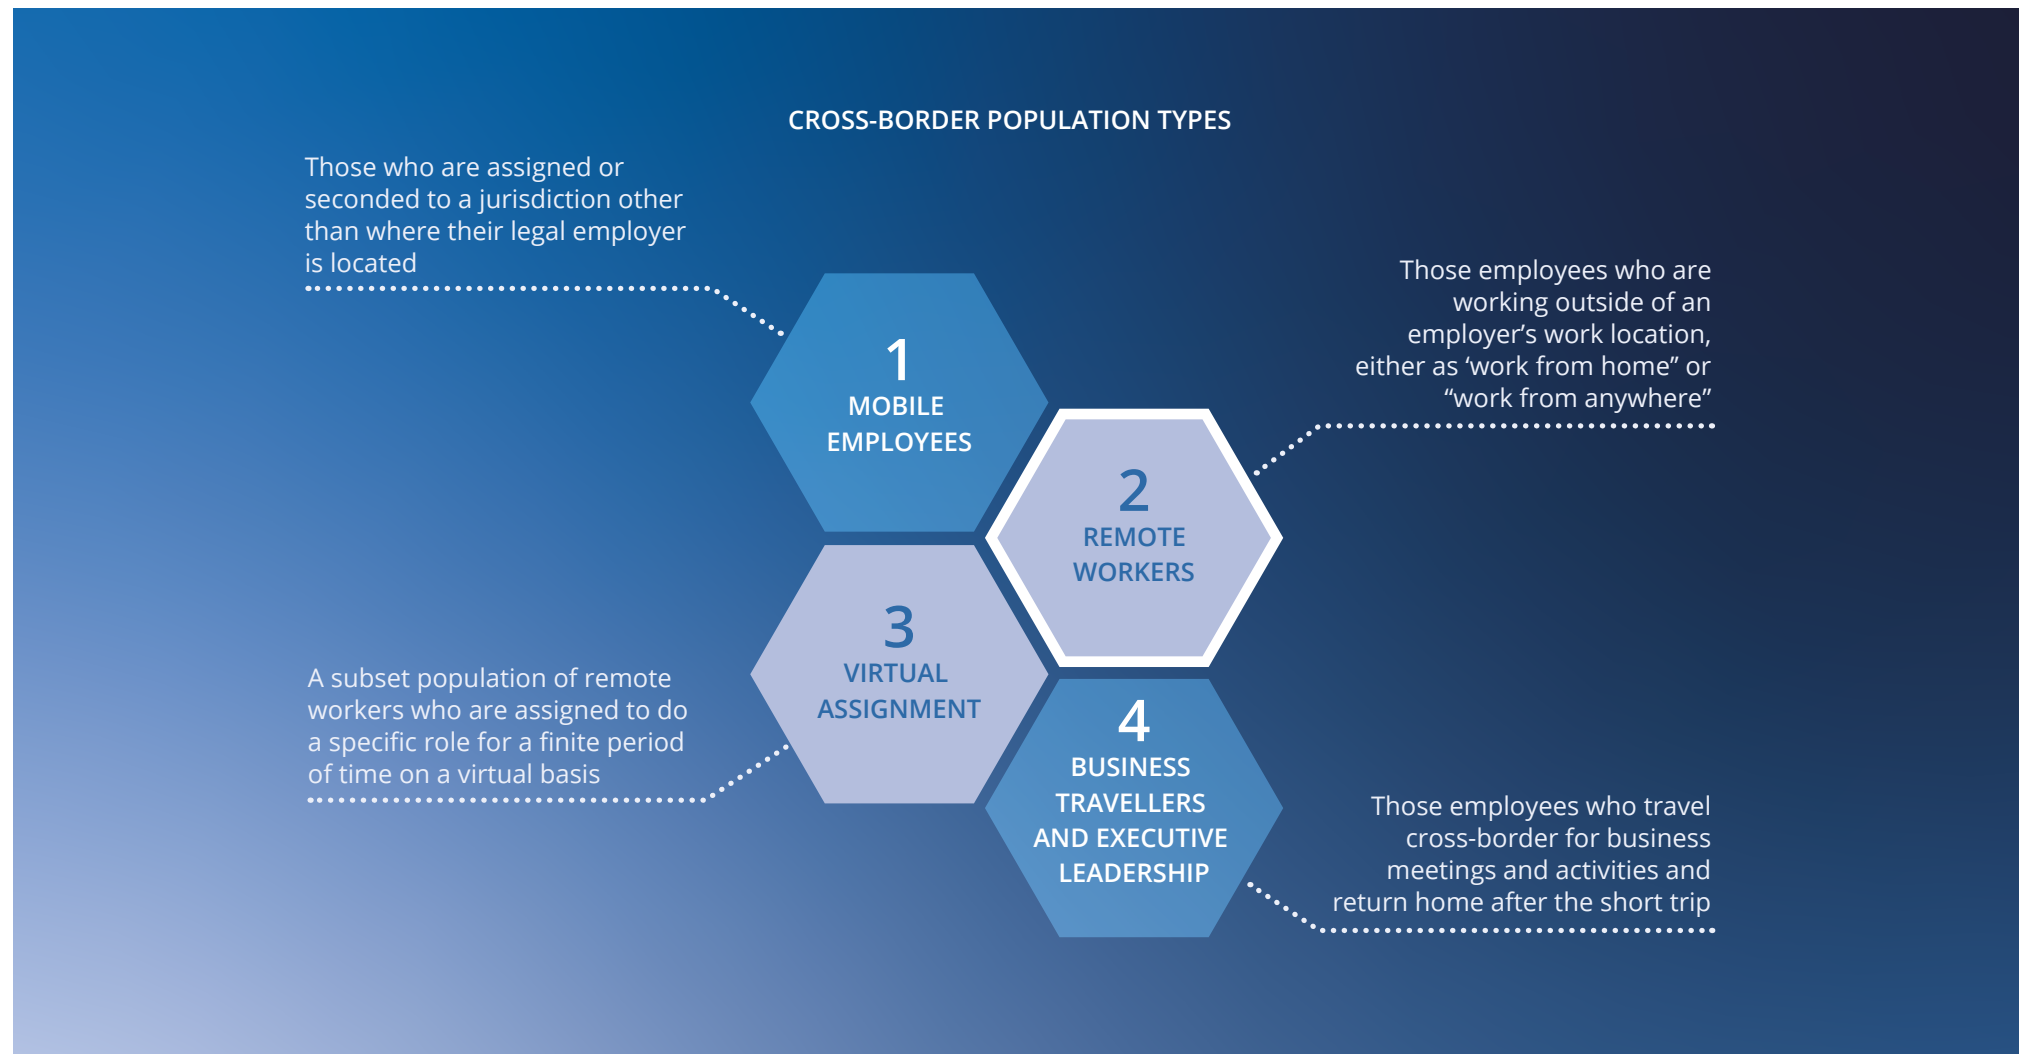 CROSS-BORDER POPULATION TYPES
Those who are assigned or
seconded to a jurisdiction other
than where their legal employer
is located
1
MOBILE
EMPLOYEES
Those employees who are
working outside of an
employer’s work location,
either as ‘work from home” or
“work from anywhere”
2
REMOTE
WORKERS
3
VIRTUAL
ASSIGNMENT
A subset population of remote
workers who are assigned to do
a specific role for a finite period
of time on a virtual basis
4
BUSINESS
TRAVELLERS
AND EXECUTIVE
LEADERSHIP
Those employees who travel
cross-border for business
meetings and activities and
return home after the short trip